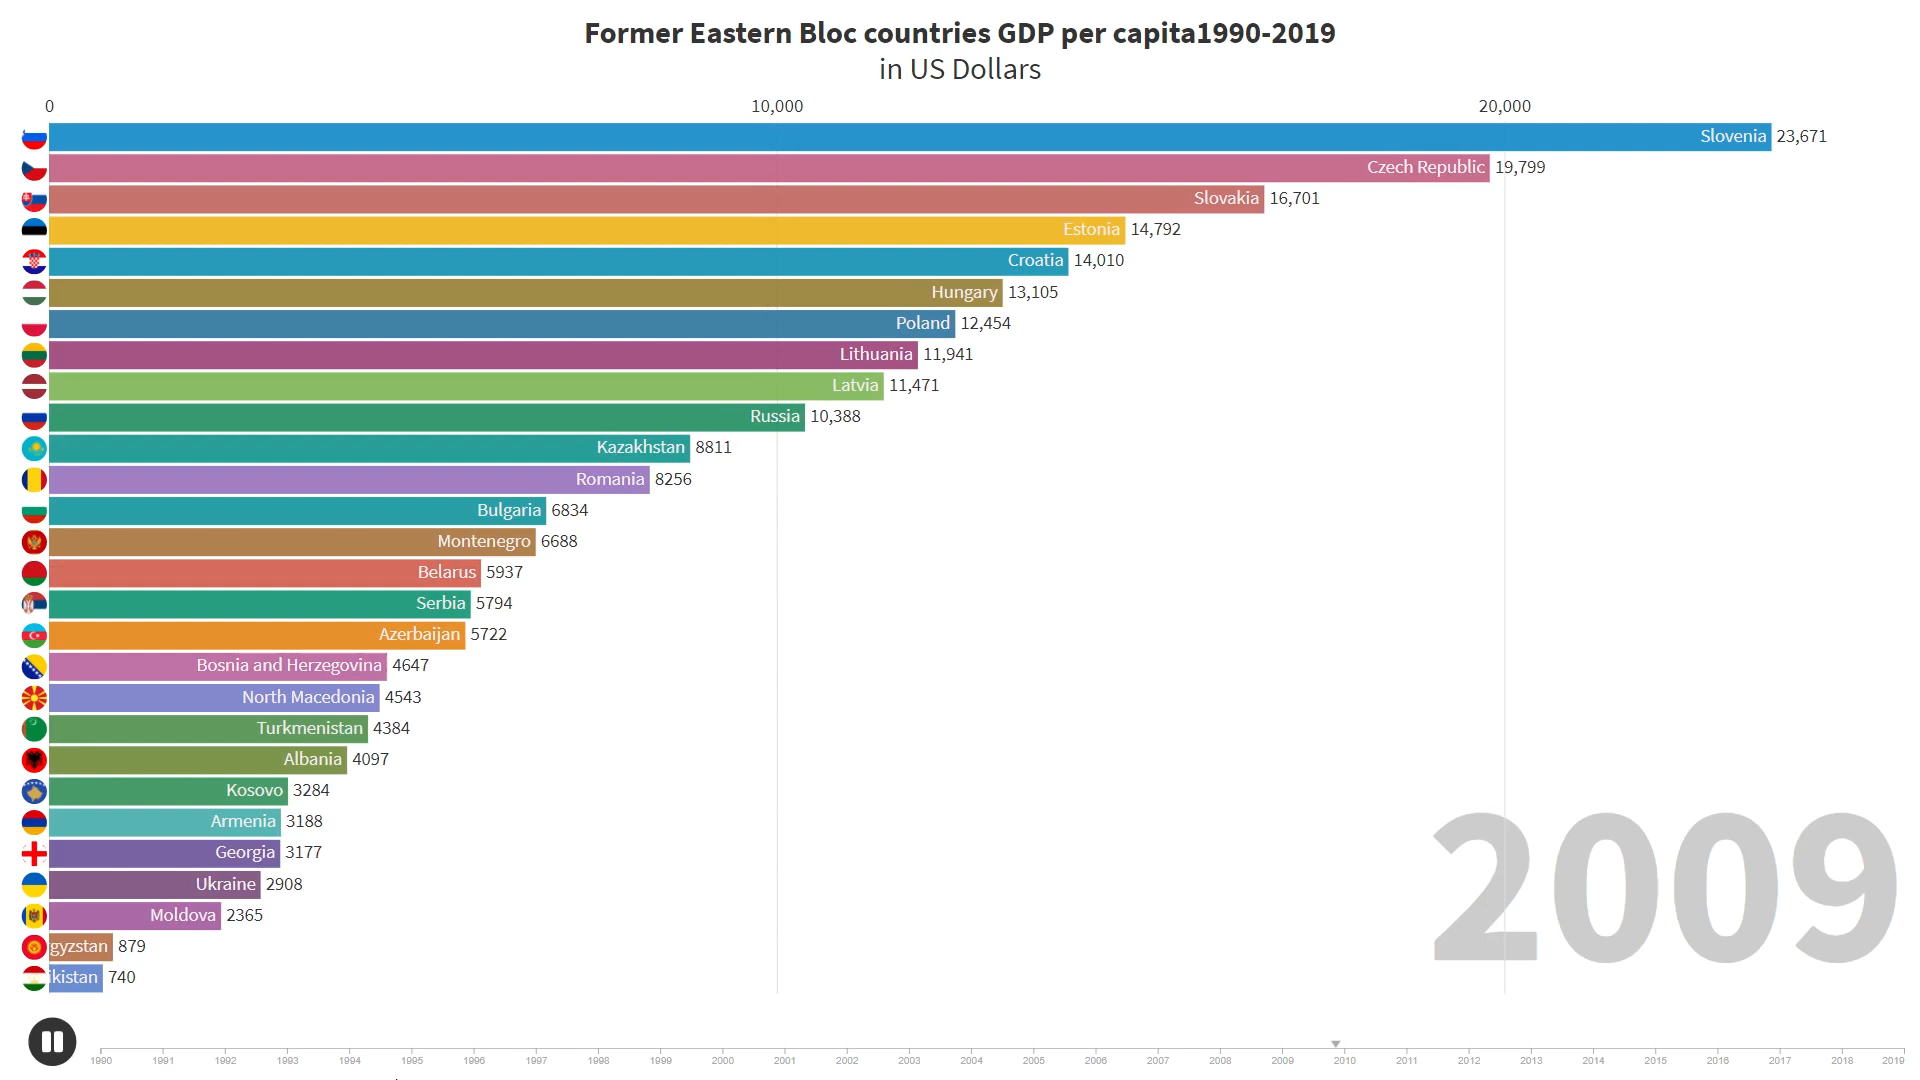 Former Eastern Bloc countries GDP per capita1990-2019
in US Dollars
0 10,000 20,000
Slovenia 23,671
Czech Republic 19,799
Slovakia 16,701
Estonia 14,792
Croatia 14,010
Hungary 13,105
Poland 12,454
Lithuania 11,941
Latvia 11,471
Russia 10,388
Kazakhstan 8811
Romania 8256
Bulgaria 6834
Montenegro 6688
Belarus 5937
Serbia 5794
Azerbaijan 5722
Bosnia and Herzegovina 4647
North Macedonia 4543
Turkmenistan 4384
Albania 4097
Kosovo 3284
Armenia 3188
Georgia 3177
Ukraine 2908
Moldova 2365
gyzstan 879
kistan 740
2009
1990 1991 1992 1993 1994 1995 1996 1997 1998 1999 2000 2001 2002 2003 2004 2005 2006 2007 2008 2009 2010 2011 2012 2013 2014 2015 2016 2017 2018 2019